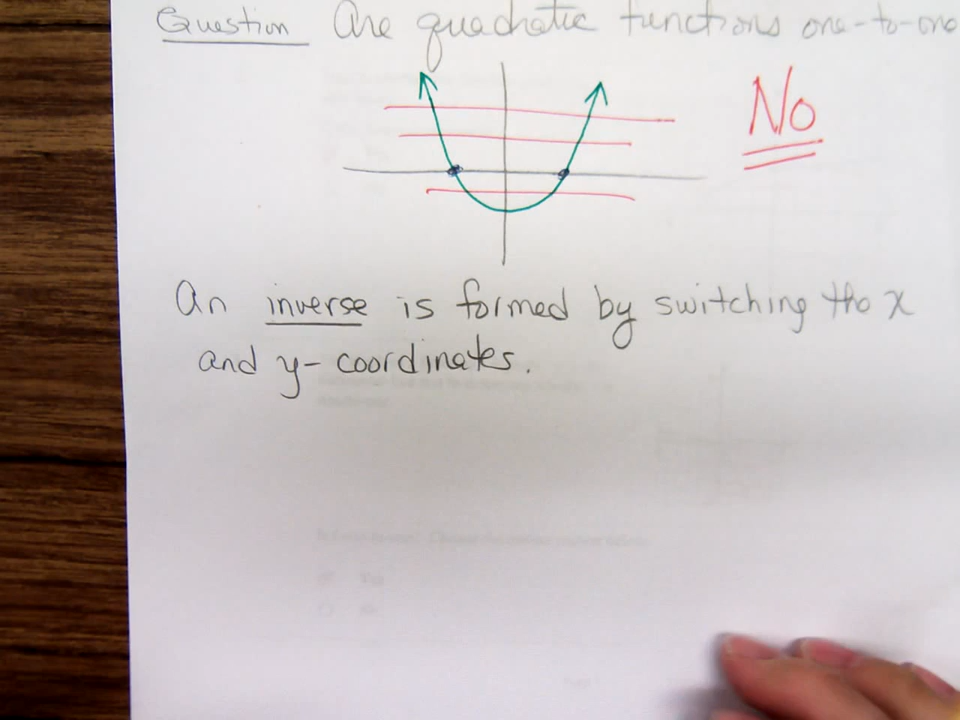 Question Are quadratic functions one-to-one
No
An inverse is formed by switching the x
and y-coordinates.